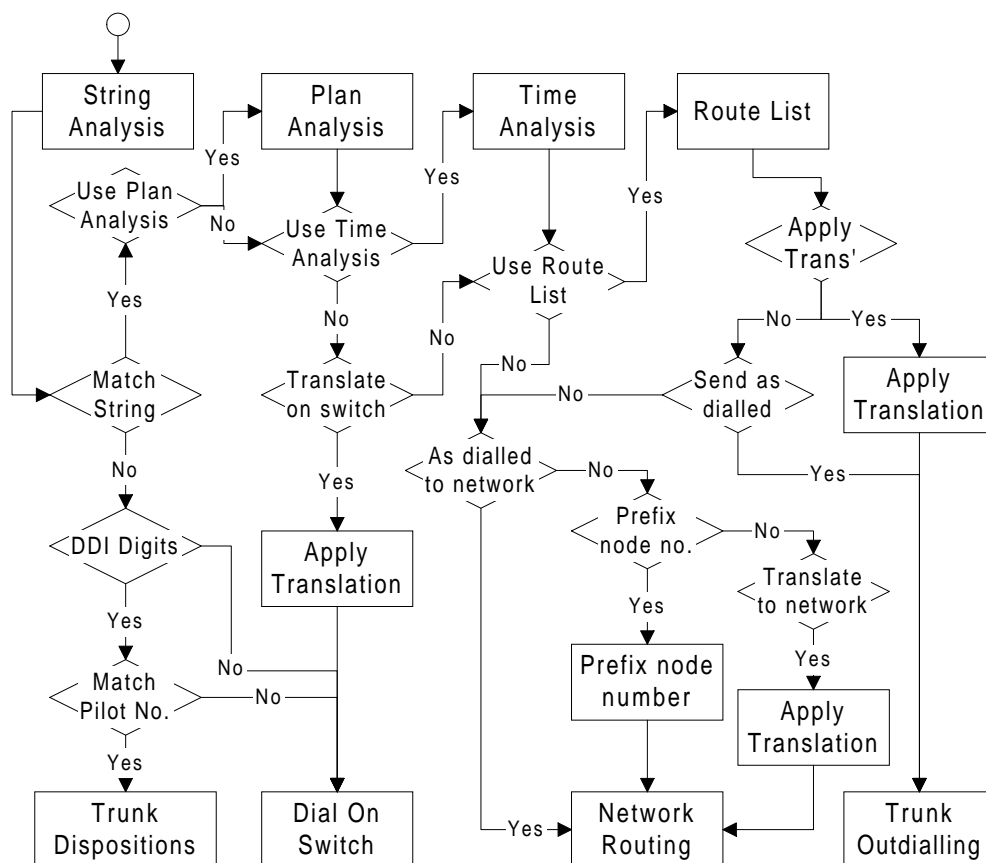 String
Analysis
Plan
Analysis
Time
Analysis
Route List
Yes
Use Plan
Analysis
No
Yes
Use Time
Analysis
Yes
Use Route
List
Apply
Trans'
Yes
No
No
No
No
Yes
Match
String
Translate
on switch
No
Send as
dialled
Apply
Translation
No
As dialled
to network
No
Yes
DDI Digits
Apply
Translation
Prefix
node no.
No
Translate
to network
Yes
Yes
No
Match
Pilot No.
No
Prefix node
number
Yes
Apply
Translation
Yes
Trunk
Dispositions
Dial On
Switch
Yes
Network
Routing
Trunk
Outdialling